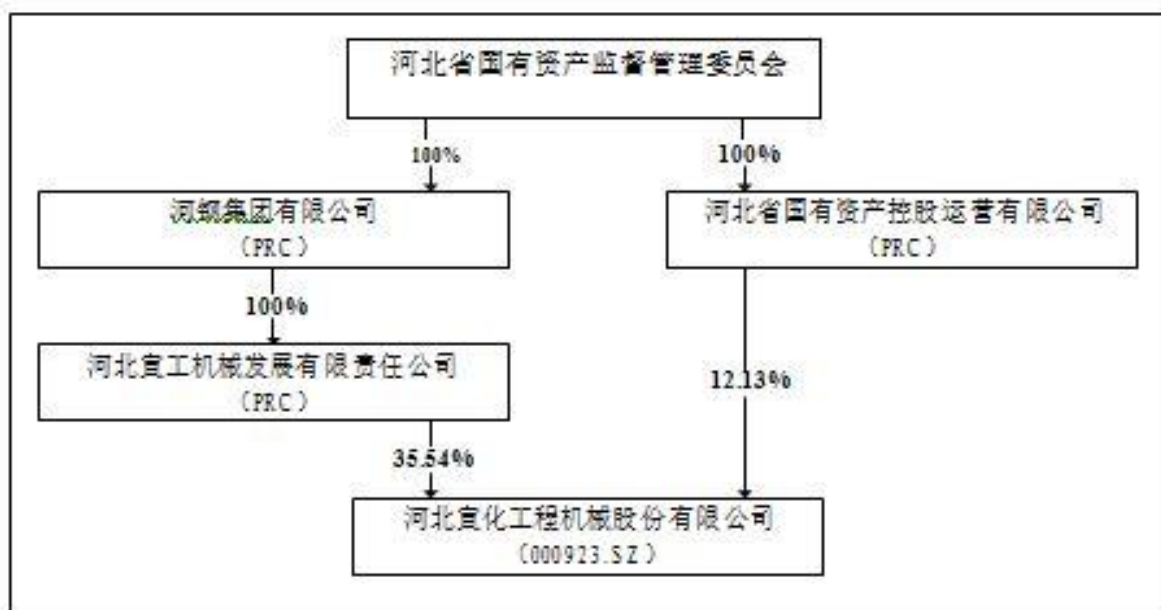 河北省国有资产监督管理委员会
100%
100%
河钢集团有限公司
(PRC)
河北省国有资产控股运营有限公司
(PRC)
100%
河北宣工机械发展有限责任公司
(PRC)
12.13%
35.54%
河北宣化工程机械股份有限公司
(000923.SZ)